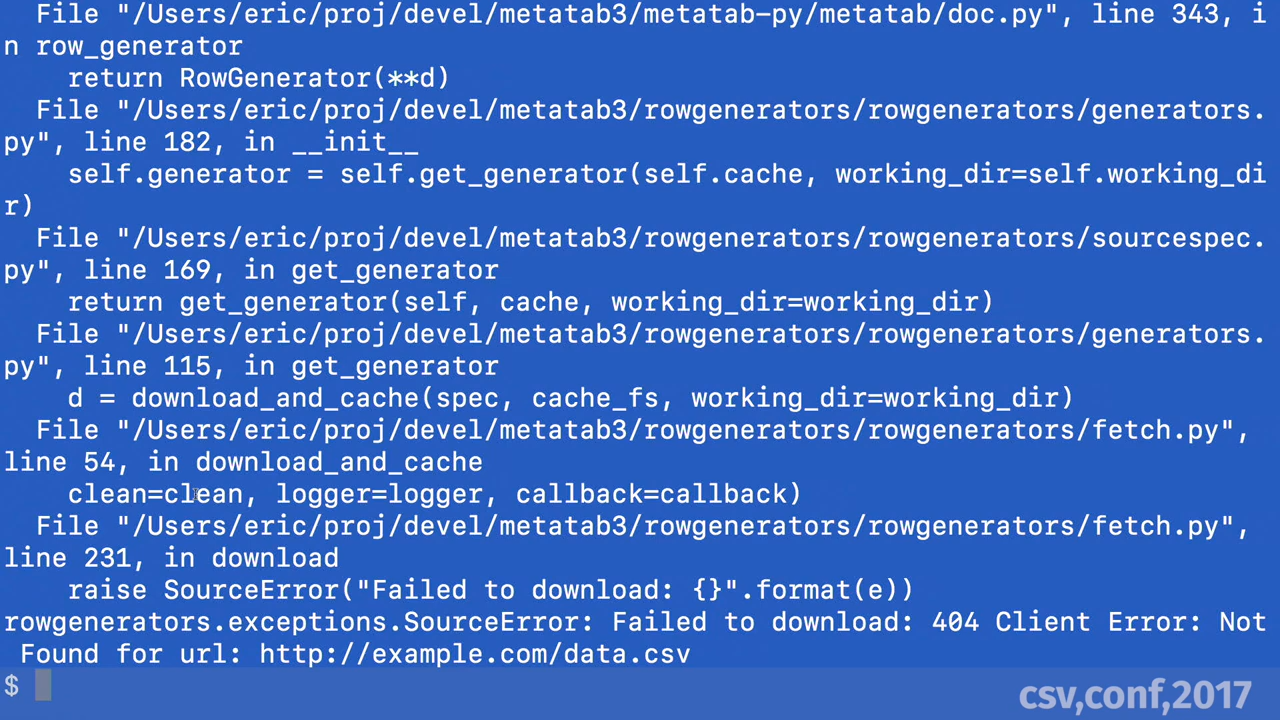 File "/Users/eric/proj/devel/metatab3/metatab-py/metatab/doc.py", line 343, i
n row_generator
    return RowGenerator(**d)
  File "/Users/eric/proj/devel/metatab3/rowgenerators/rowgenerators/generators.
py", line 182, in __init__
    self.generator = self.get_generator(self.cache, working_dir=self.working_di
r)
  File "/Users/eric/proj/devel/metatab3/rowgenerators/rowgenerators/sourcespec.
py", line 169, in get_generator
    return get_generator(self, cache, working_dir=working_dir)
  File "/Users/eric/proj/devel/metatab3/rowgenerators/rowgenerators/generators.
py", line 115, in get_generator
    d = download_and_cache(spec, cache_fs, working_dir=working_dir)
  File "/Users/eric/proj/devel/metatab3/rowgenerators/rowgenerators/fetch.py",
line 54, in download_and_cache
    clean=clean, logger=logger, callback=callback)
  File "/Users/eric/proj/devel/metatab3/rowgenerators/rowgenerators/fetch.py",
line 231, in download
    raise SourceError("Failed to download: {}".format(e))
rowgenerators.exceptions.SourceError: Failed to download: 404 Client Error: Not
 Found for url: http://example.com/data.csv
$
csv,conf,2017